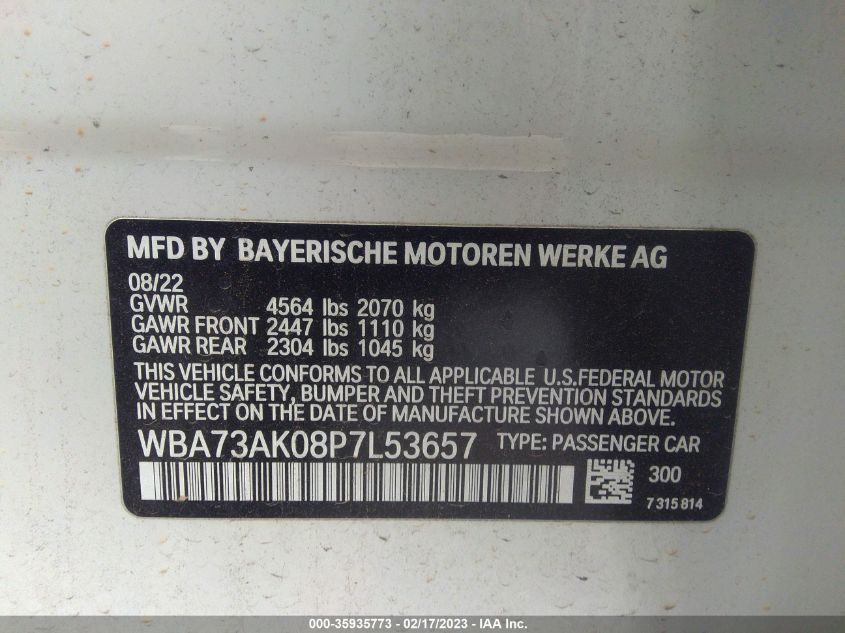 MFD BY BAYERISCHE MOTOREN WERKE AG
08/22
GVWR 4564 lbs 2070 kg
GAWR FRONT 2447 lbs 1110 kg
GAWR REAR 2304 lbs 1045 kg
THIS VEHICLE CONFORMS TO ALL APPLICABLE U.S.FEDERAL MOTOR
VEHICLE SAFETY, BUMPER AND THEFT PREVENTION STANDARDS
IN EFFECT ON THE DATE OF MANUFACTURE SHOWN ABOVE.
WBA73AK08P7L53657 TYPE: PASSENGER CAR
300
7 315 814
000-35935773 - 02/17/2023 - IAA Inc.